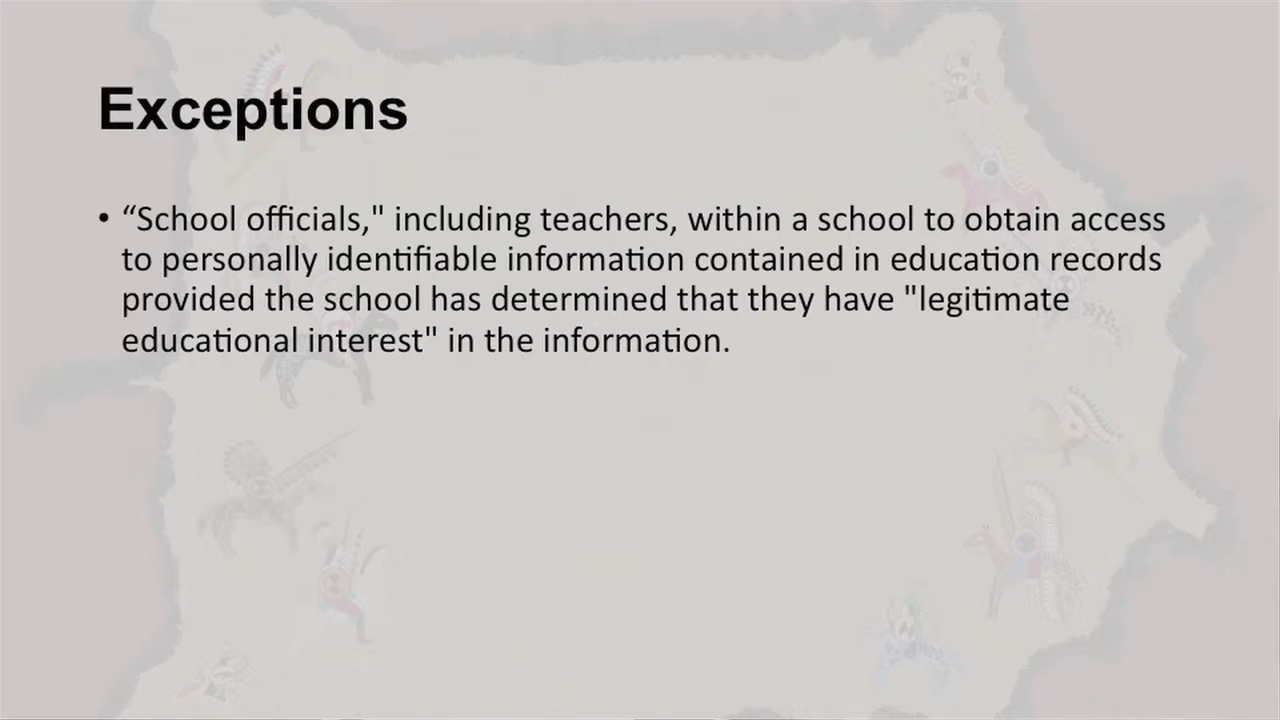 Exceptions
• “School officials," including teachers, within a school to obtain access
to personally identifiable information contained in education records
provided the school has determined that they have "legitimate
educational interest" in the information.